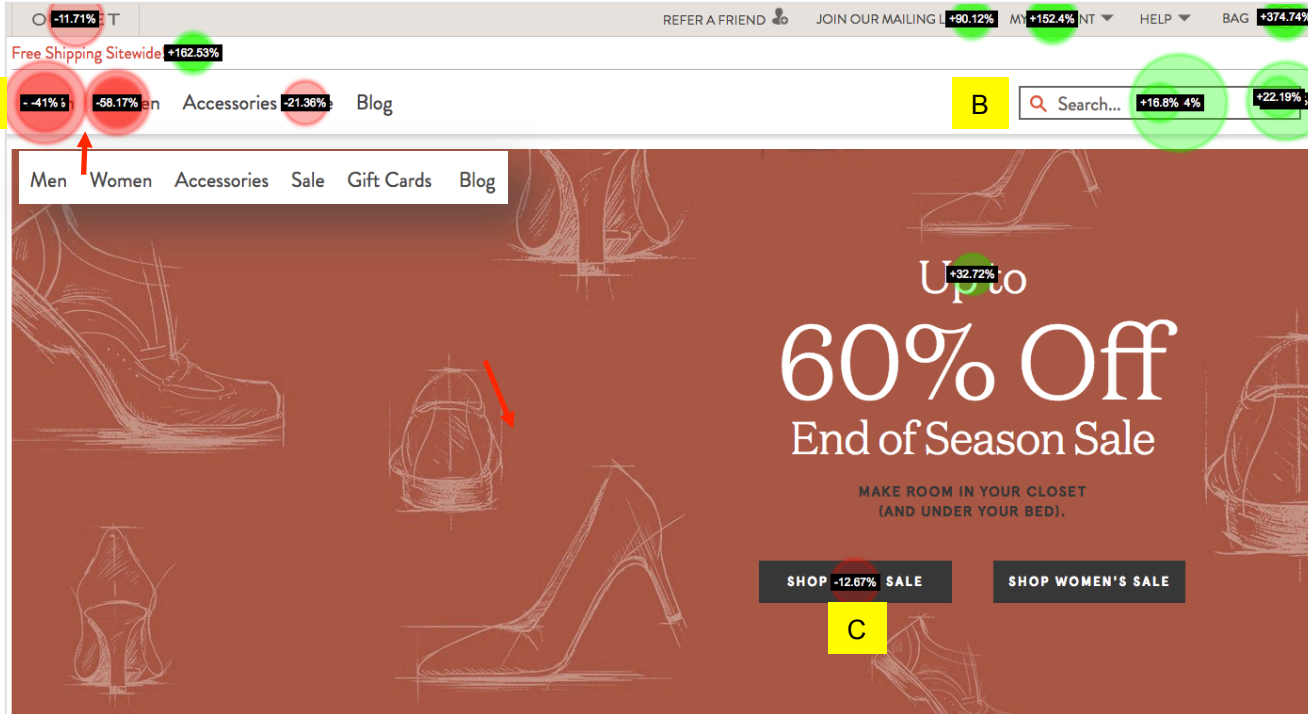 -11.71% T
REFER A FRIEND JOIN OUR MAILING L +90.12% MY +152.4% NT HELP BAG +374.74%
Free Shipping Sitewide +162.53%
-41% -58.17% en Accessories -21.36% Blog
B
Search... +16.8% 4% +22.19%
Men Women Accessories Sale Gift Cards Blog
+32.72%
Up to
60% Off
End of Season Sale
MAKE ROOM IN YOUR CLOSET
(AND UNDER YOUR BED).
SHOP -12.67% SALE SHOP WOMEN'S SALE
C